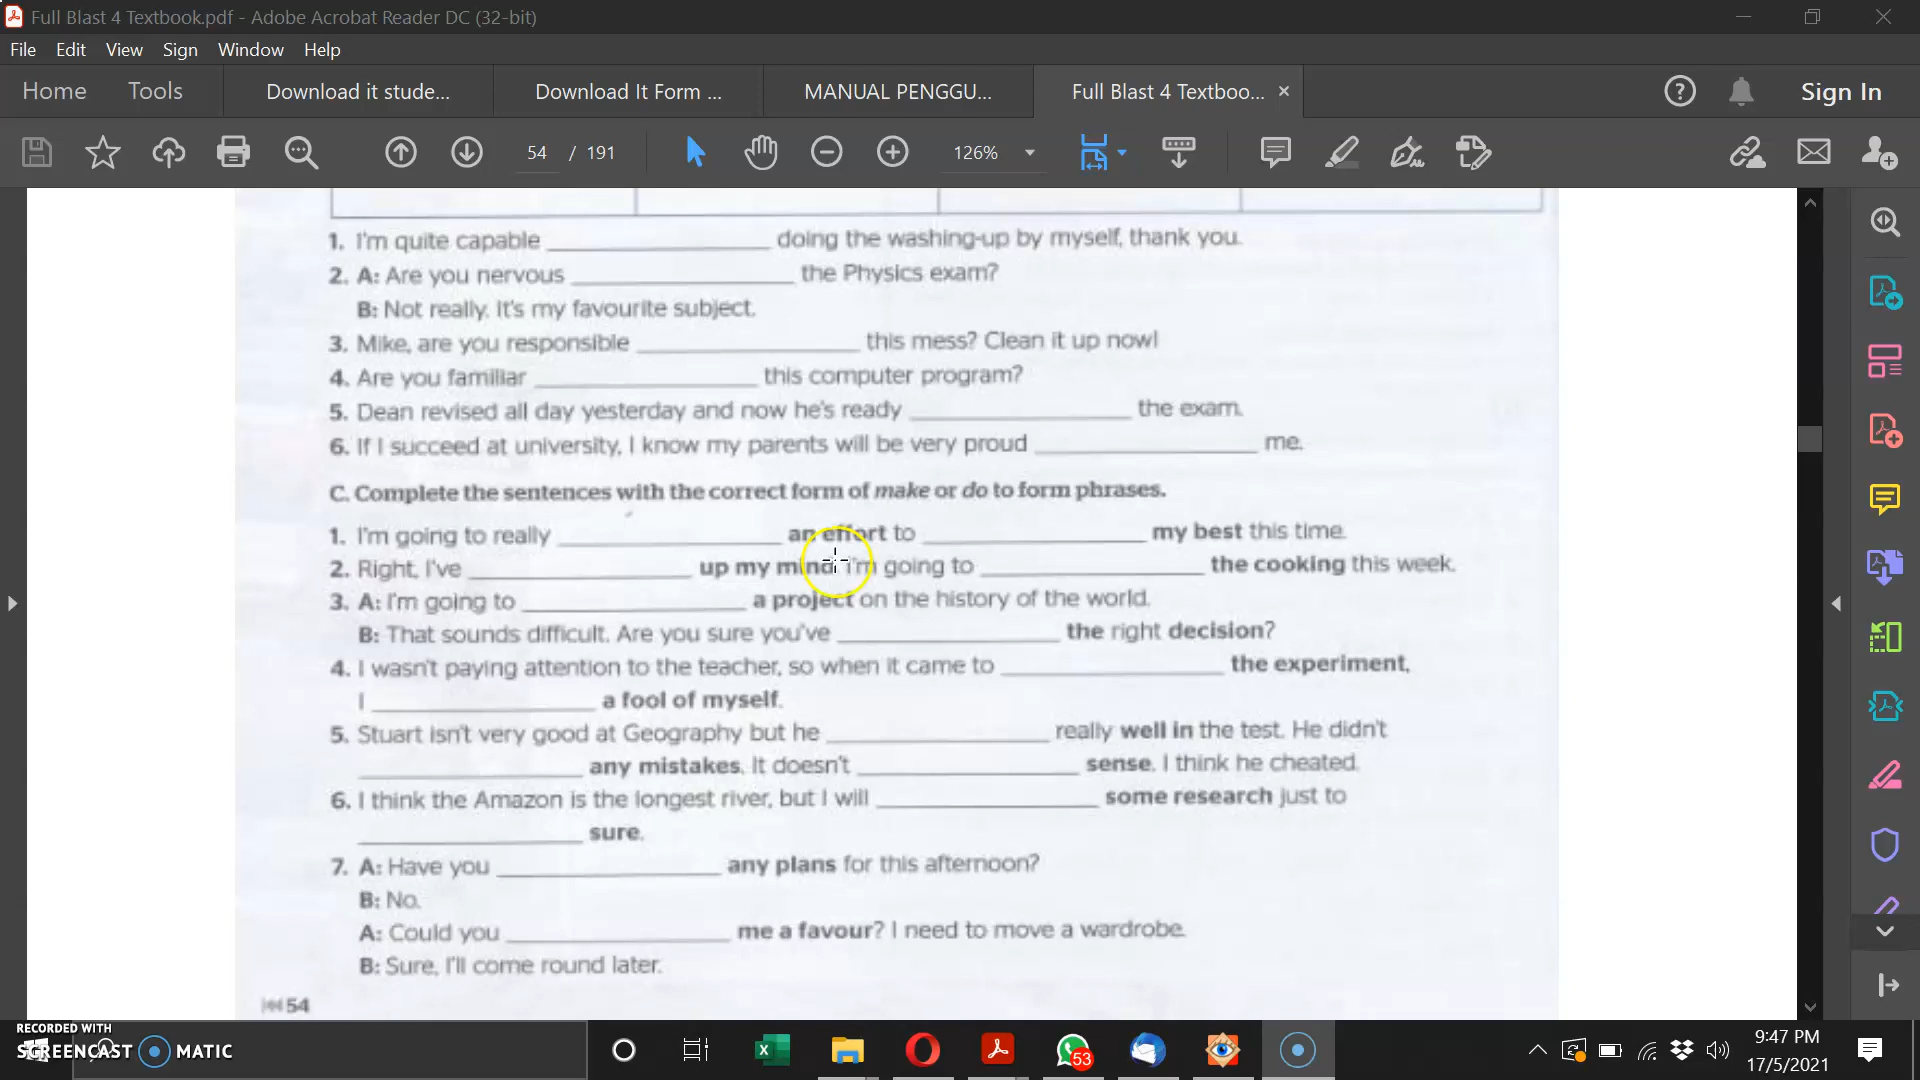 Full Blast 4 Textbook.pdf - Adobe Acrobat Reader DC (32-bit)
File Edit View Sign Window Help
Home Tools Download it stude... Download It Form ... MANUAL PENGGU... Full Blast 4 Textboo... × Sign In
54 / 191 126%
1. I'm quite capable ____________ doing the washing-up by myself, thank you.
2. A: Are you nervous ____________ the Physics exam?
B: Not really. It's my favourite subject.
3. Mike, are you responsible ____________ this mess? Clean it up now!
4. Are you familiar ____________ this computer program?
5. Dean revised all day yesterday and now he's ready ____________ the exam.
6. If I succeed at university, I know my parents will be very proud ____________ me.
C. Complete the sentences with the correct form of make or do to form phrases.
1. I'm going to really ____________ an effort to ____________ my best this time.
2. Right, I've ____________ up my mind. I'm going to ____________ the cooking this week.
3. A: I'm going to ____________ a project on the history of the world.
B: That sounds difficult. Are you sure you've ____________ the right decision?
4. I wasn't paying attention to the teacher, so when it came to ____________ the experiment,
I ____________ a fool of myself.
5. Stuart isn't very good at Geography but he ____________ really well in the test. He didn't
____________ any mistakes. It doesn't ____________ sense. I think he cheated.
6. I think the Amazon is the longest river, but I will ____________ some research just to
____________ sure.
7. A: Have you ____________ any plans for this afternoon?
B: No.
A: Could you ____________ me a favour? I need to move a wardrobe.
B: Sure, I'll come round later.
54
RECORDED WITH
SCREENCAST MATIC
53
9:47 PM
17/5/2021